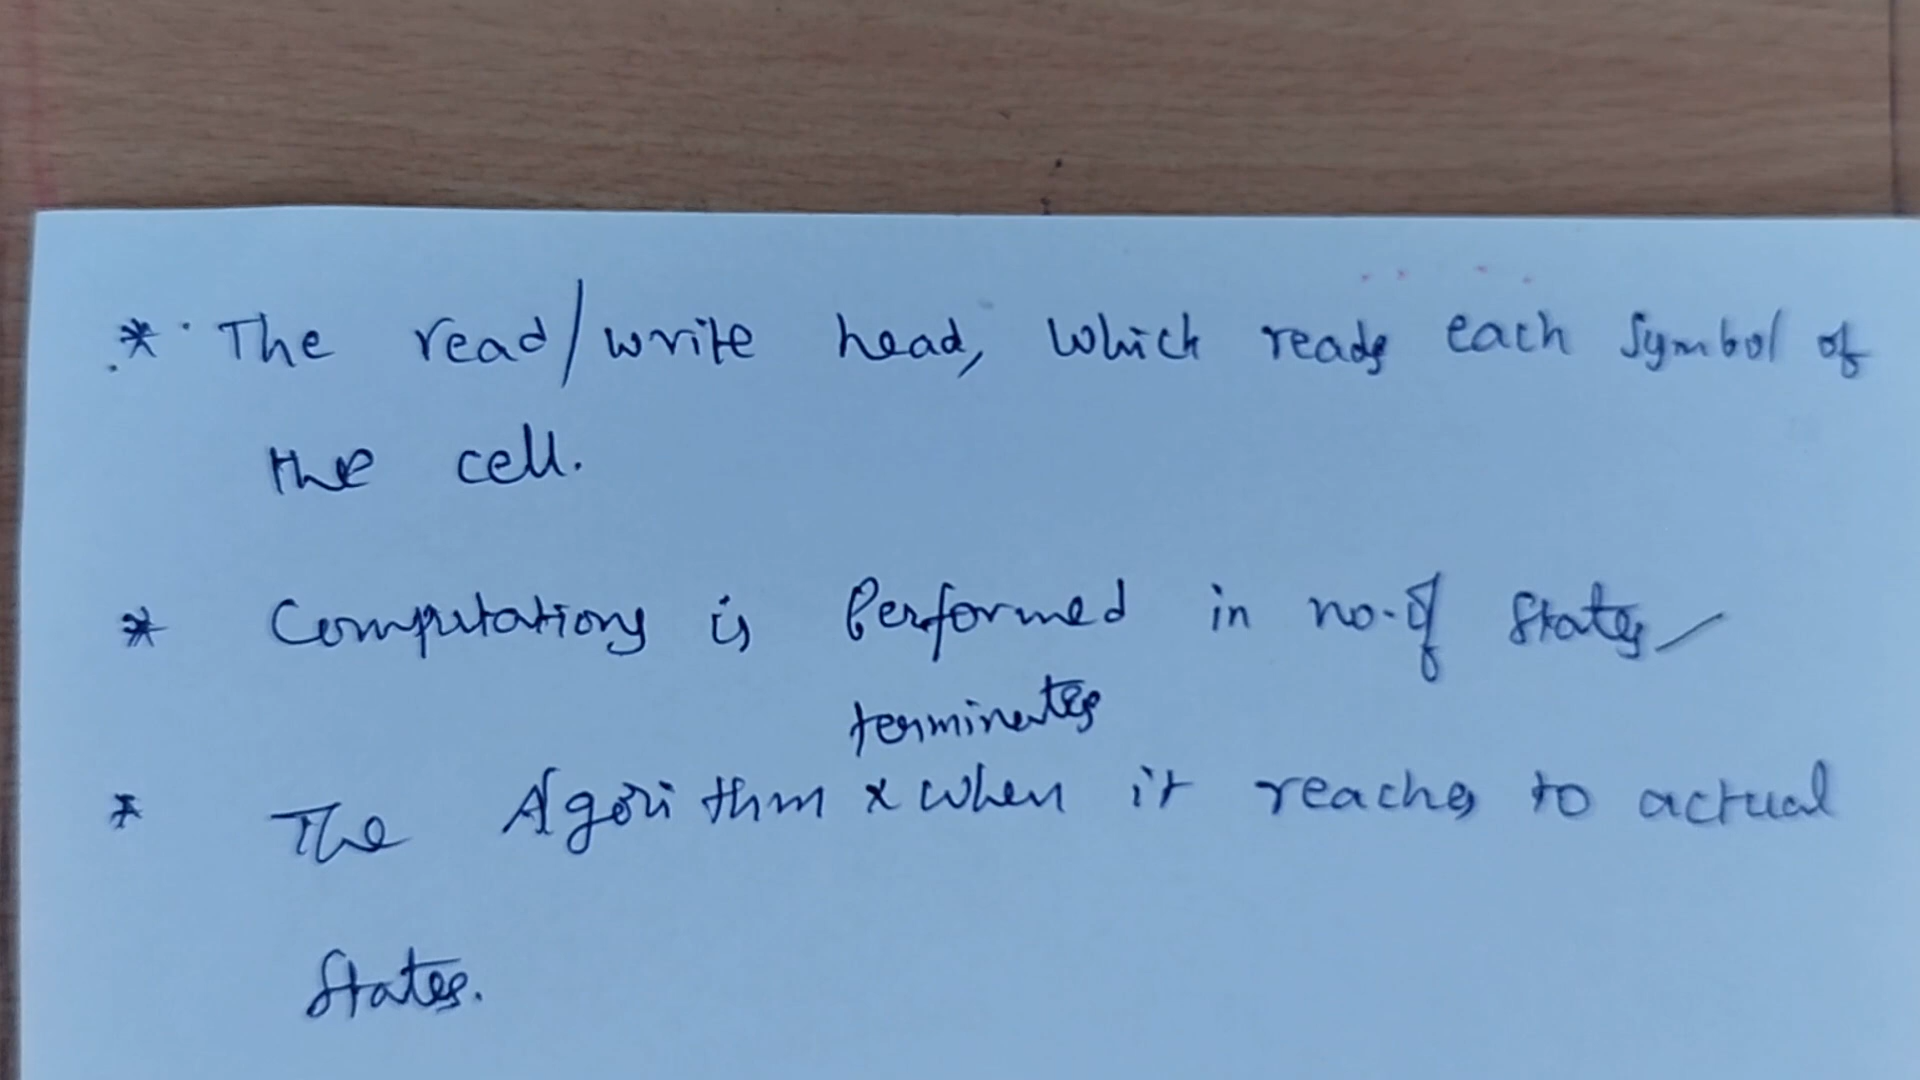 * The read/write head, which reads each symbol of
the cell.
* Computations is performed in no. of states
terminates
* The Algorithm x when it reaches to actual
states.